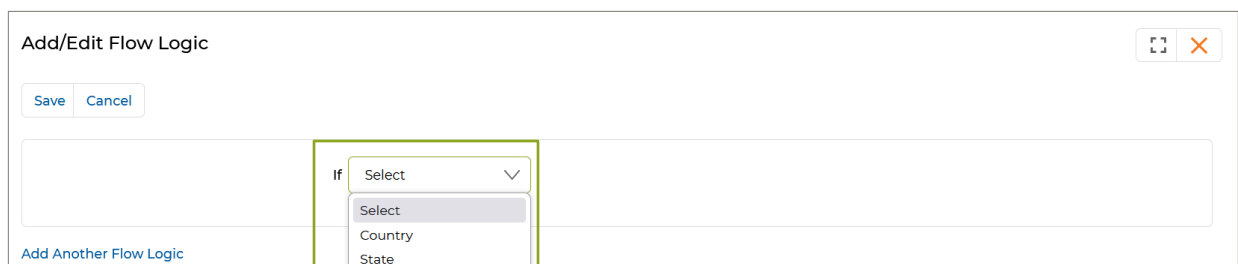 Add/Edit Flow Logic
Save Cancel
If Select
Select
Country
Add Another Flow Logic
State